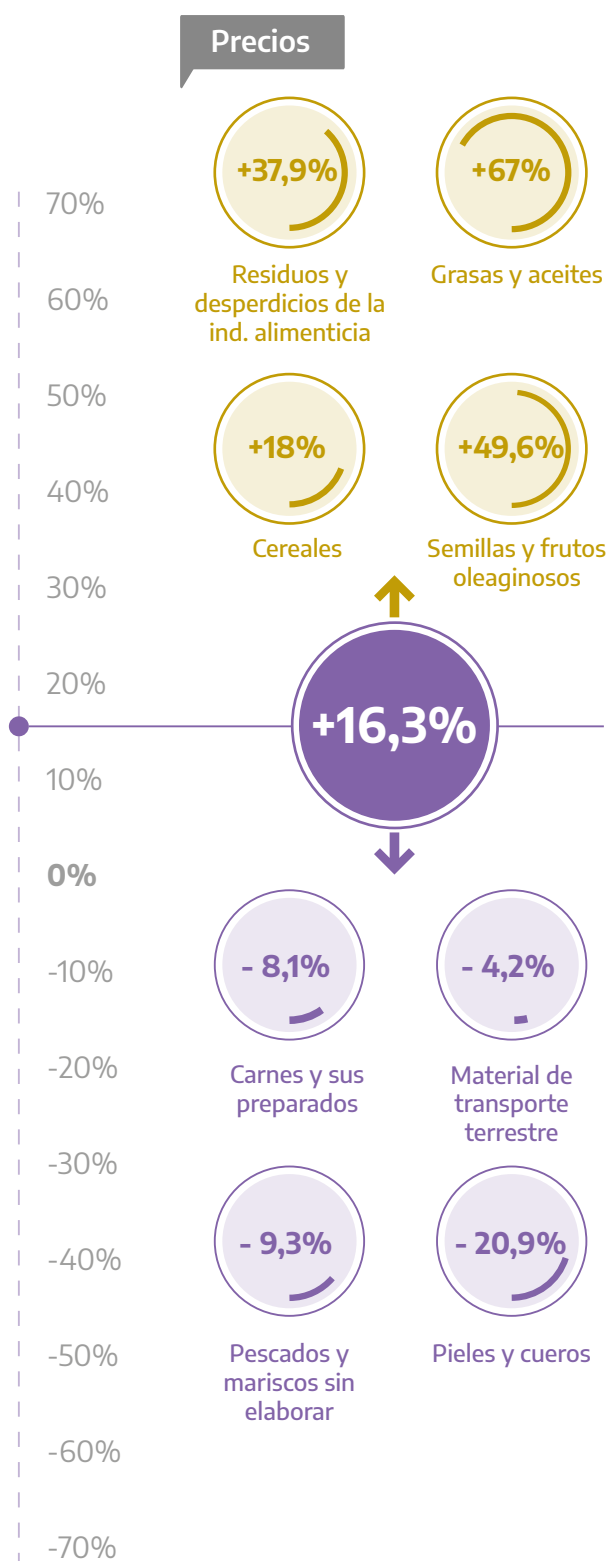 Precios
70%
60%
50%
40%
30%
20%
10%
0%
-10%
-20%
-30%
-40%
-50%
-60%
-70%
+37,9%
Residuos y
desperdicios de la
ind. alimenticia
+67%
Grasas y aceites
+18%
Cereales
+49,6%
Semillas y frutos
oleaginosos
+16,3%
- 8,1%
Carnes y sus
preparados
- 4,2%
Material de
transporte
terrestre
- 9,3%
Pescados y
mariscos sin
elaborar
- 20,9%
Pieles y cueros